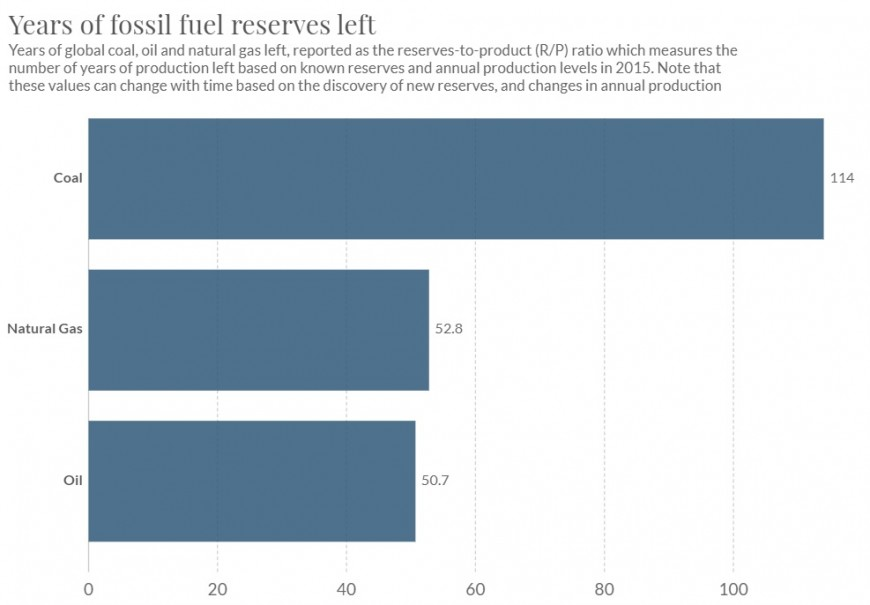 Years of fossil fuel reserves left
Years of global coal, oil and natural gas left, reported as the reserves-to-product (R/P) ratio which measures the
number of years of production left based on known reserves and annual production levels in 2015. Note that
these values can change with time based on the discovery of new reserves, and changes in annual production
Coal 114
Natural Gas 52.8
Oil 50.7
0 20 40 60 80 100